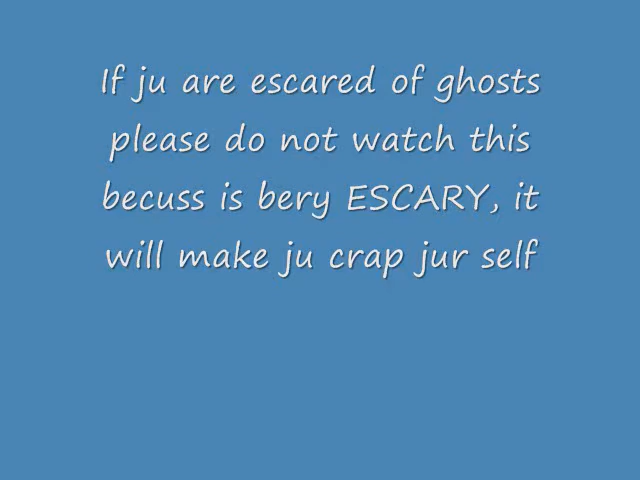 If ju are escared of ghosts
please do not watch this
becuss is bery ESCARY, it
will make ju crap jur self